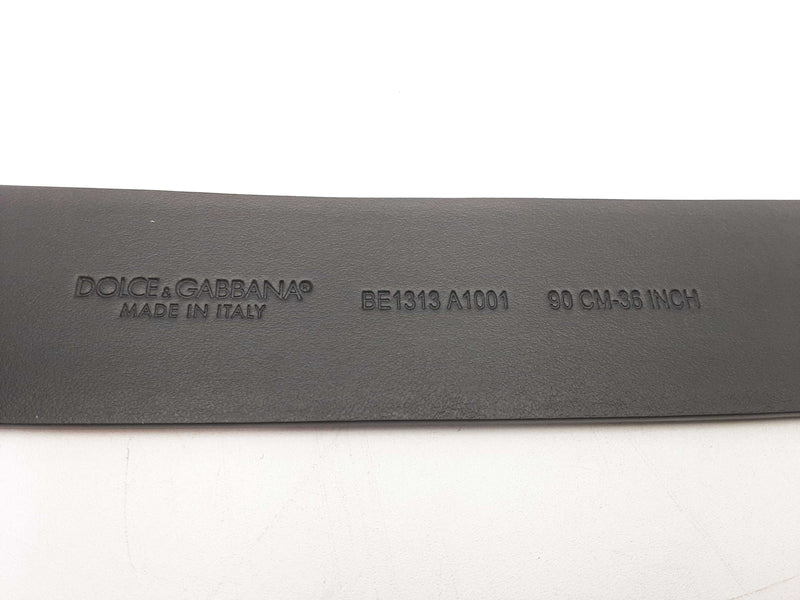 DOLCE & GABBANA®
MADE IN ITALY
BE1313 A1001
90 CM-36 INCH